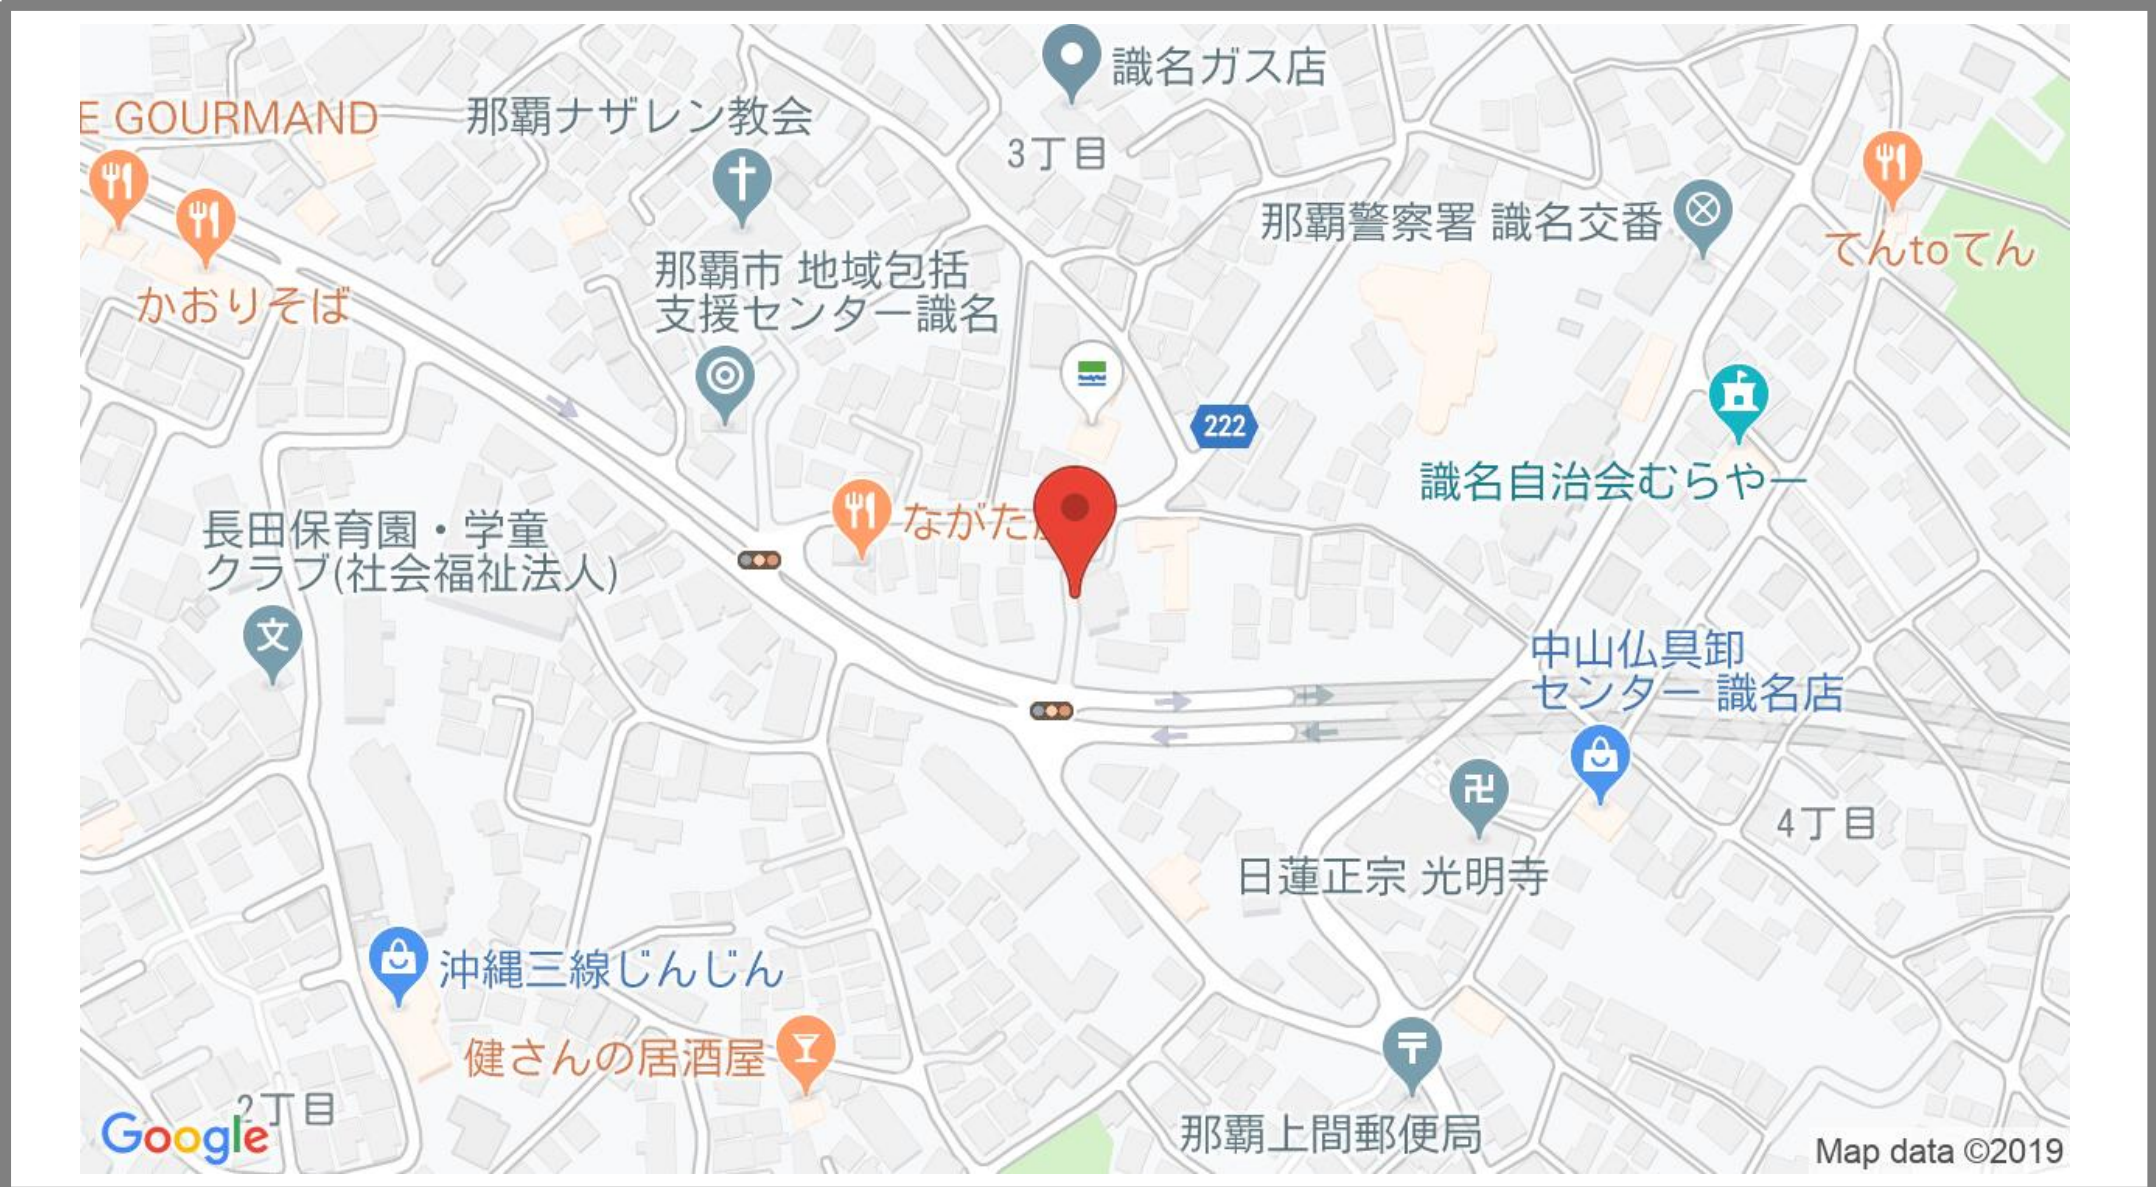 識名ガス店
E GOURMAND
那覇ナザレン教会
3丁目
那覇警察署 識名交番
てんtoてん
かおりそば
那覇市 地域包括
支援センター識名
222
識名自治会むらやー
ながた
長田保育園・学童
クラブ(社会福祉法人)
文
中山仏具卸
センター 識名店
卍
4丁目
日蓮正宗 光明寺
沖縄三線じんじん
健さんの居酒屋
〒
2丁目
那覇上間郵便局
Google
Map data ©2019